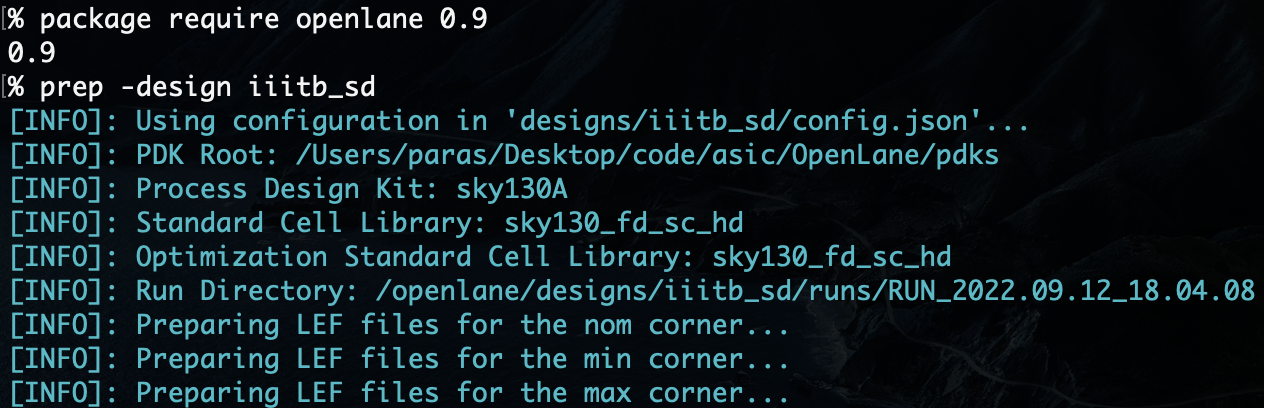 [% package require openlane 0.9
0.9
[% prep -design iiitb_sd
[INFO]: Using configuration in 'designs/iiitb_sd/config.json'...
[INFO]: PDK Root: /Users/paras/Desktop/code/asic/OpenLane/pdks
[INFO]: Process Design Kit: sky130A
[INFO]: Standard Cell Library: sky130_fd_sc_hd
[INFO]: Optimization Standard Cell Library: sky130_fd_sc_hd
[INFO]: Run Directory: /openlane/designs/iiitb_sd/runs/RUN_2022.09.12_18.04.08
[INFO]: Preparing LEF files for the nom corner...
[INFO]: Preparing LEF files for the min corner...
[INFO]: Preparing LEF files for the max corner...